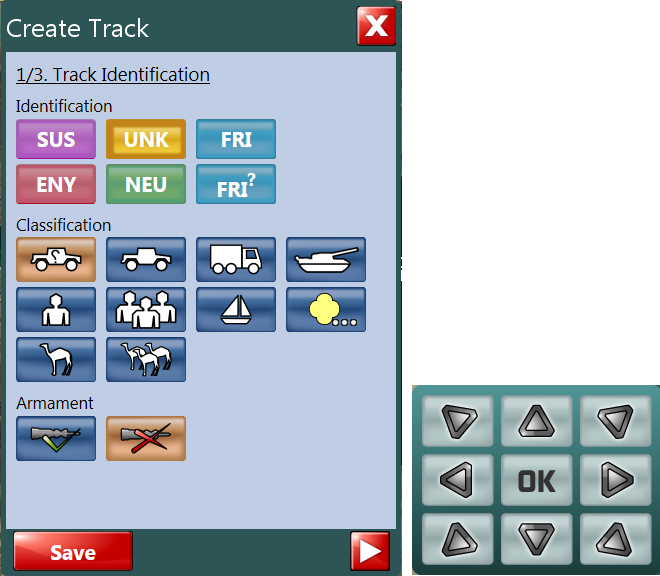 Create Track
X
1/3. Track Identification
Identification
SUS UNK FRI
ENY NEU FRI?
Classification
?
Armament
Save
OK